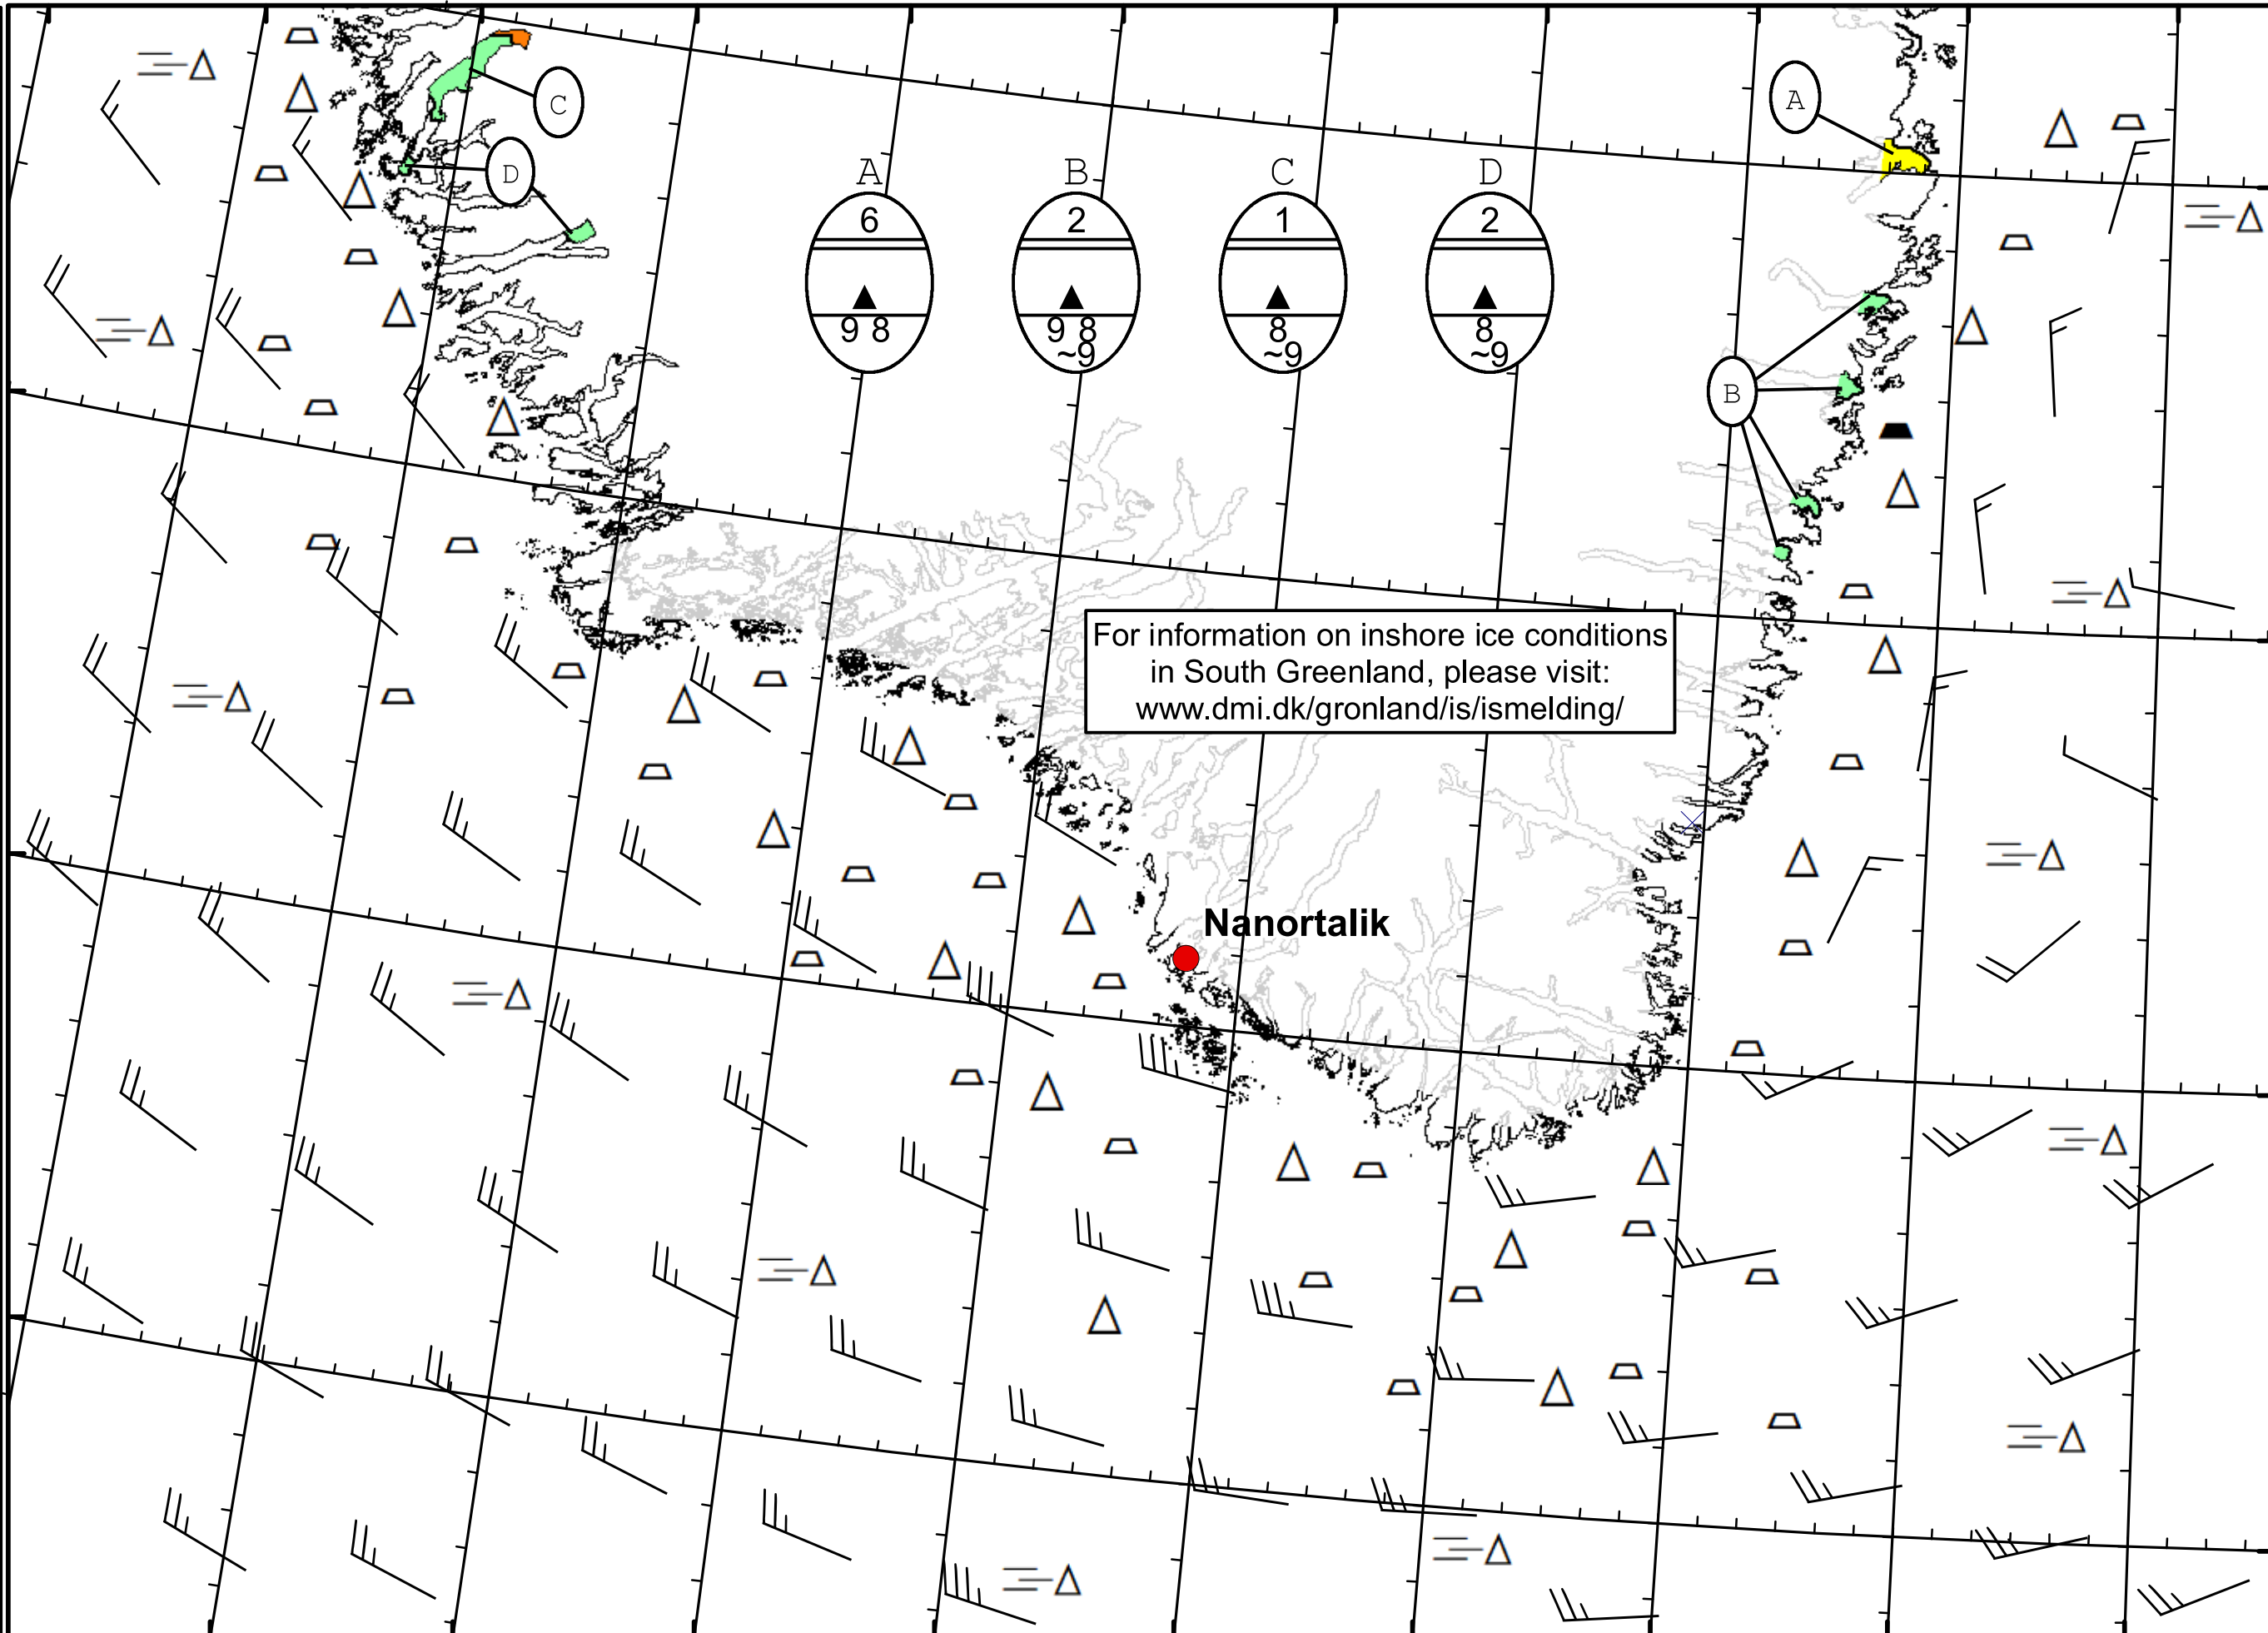 C
A
D
A B C D
6 2 1 2
9 8 9 8 8 8
~9 ~9 ~9
B
For information on inshore ice conditions
in South Greenland, please visit:
www.dmi.dk/gronland/is/ismelding/
Nanortalik